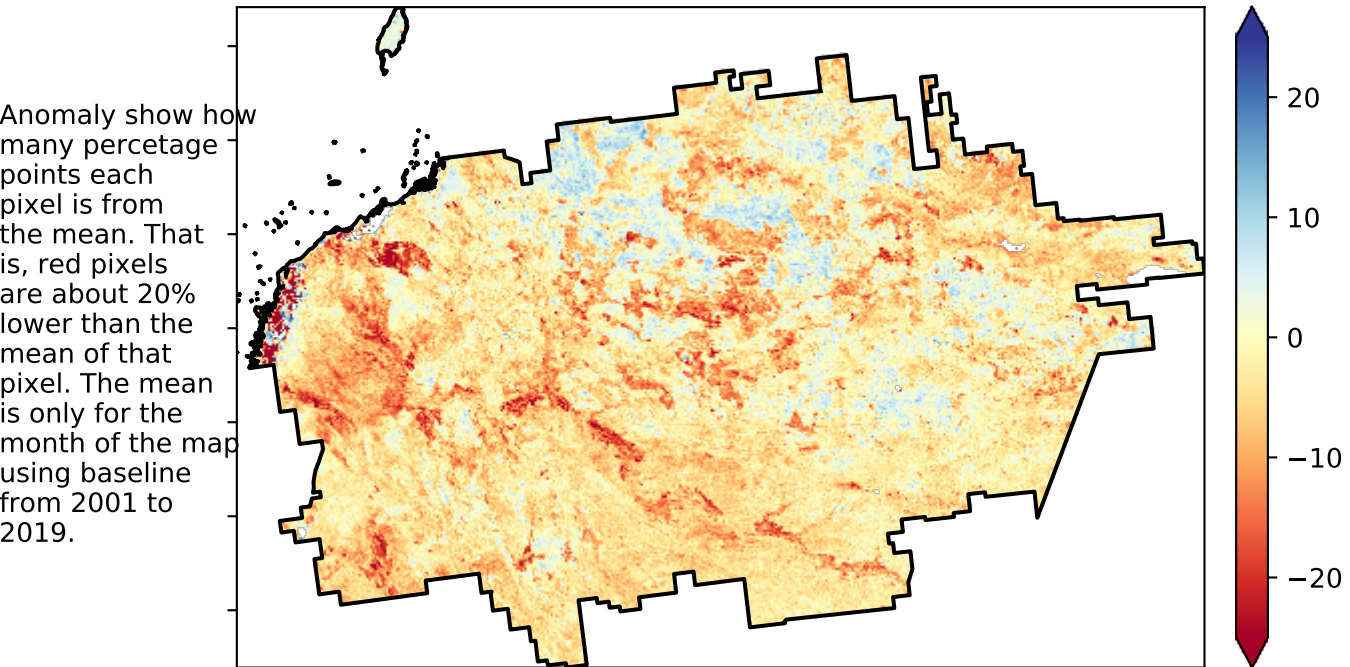 Anomaly show how
many percetage
points each
pixel is from
the mean. That
is, red pixels
are about 20%
lower than the
mean of that
pixel. The mean
is only for the
month of the map
using baseline
from 2001 to
2019.
20
10
0
−10
−20